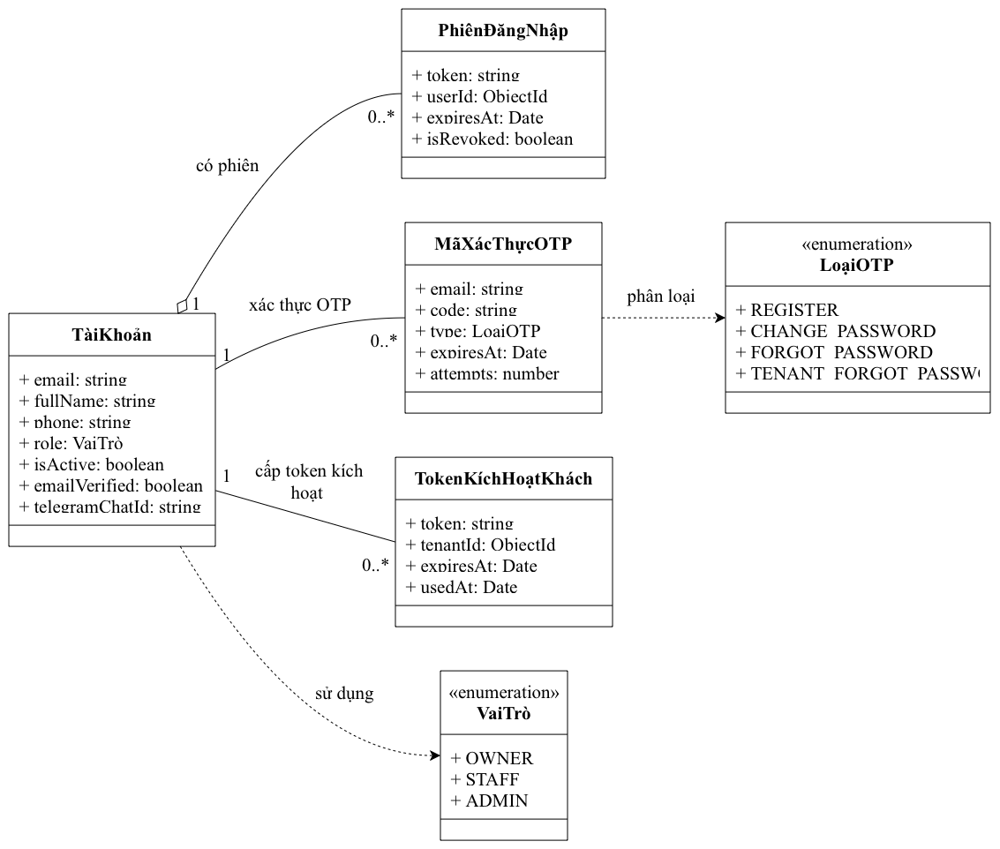 PhiênĐăngNhập
+ token: string
+ userId: ObjectId
+ expiresAt: Date
+ isRevoked: boolean
0..*
có phiên
1
MãXácThựcOTP
+ email: string
+ code: string
+ type: LoạiOTP
+ expiresAt: Date
+ attempts: number
xác thực OTP
1
0..*
phân loại
«enumeration»
LoạiOTP
+ REGISTER
+ CHANGE_PASSWORD
+ FORGOT_PASSWORD
+ TENANT_FORGOT_PASSW
TàiKhoản
+ email: string
+ fullName: string
+ phone: string
+ role: VaiTrò
+ isActive: boolean
+ emailVerified: boolean
+ telegramChatId: string
1
cấp token kích
hoạt
0..*
TokenKíchHoạtKhách
+ token: string
+ tenantId: ObjectId
+ expiresAt: Date
+ usedAt: Date
sử dụng
«enumeration»
VaiTrò
+ OWNER
+ STAFF
+ ADMIN